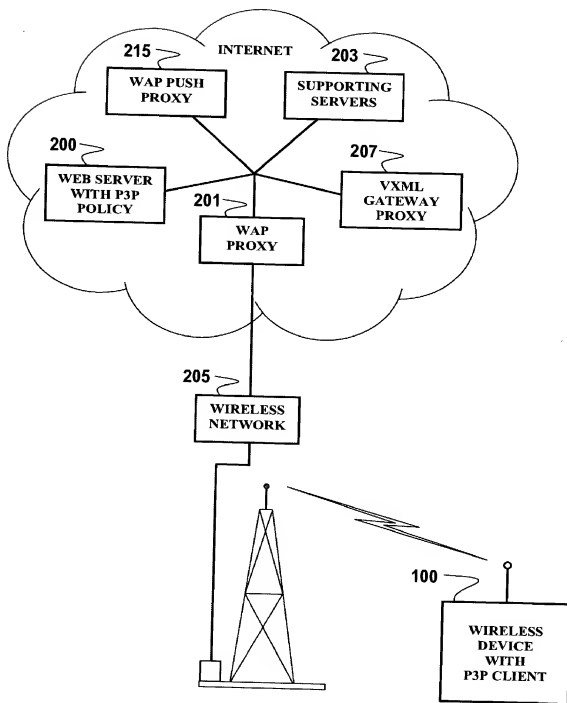 INTERNET
215
WAP PUSH
PROXY
203
SUPPORTING
SERVERS
200
WEB SERVER
WITH P3P
POLICY
207
VXML
GATEWAY
PROXY
201
WAP
PROXY
205
WIRELESS
NETWORK
100
WIRELESS
DEVICE
WITH
P3P CLIENT